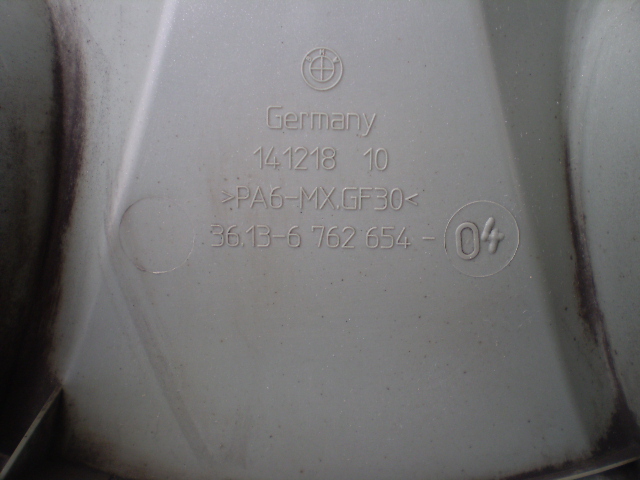 Germany
141218 10
>PA6-MX.GF30<
36.13-6 762 654 - 04